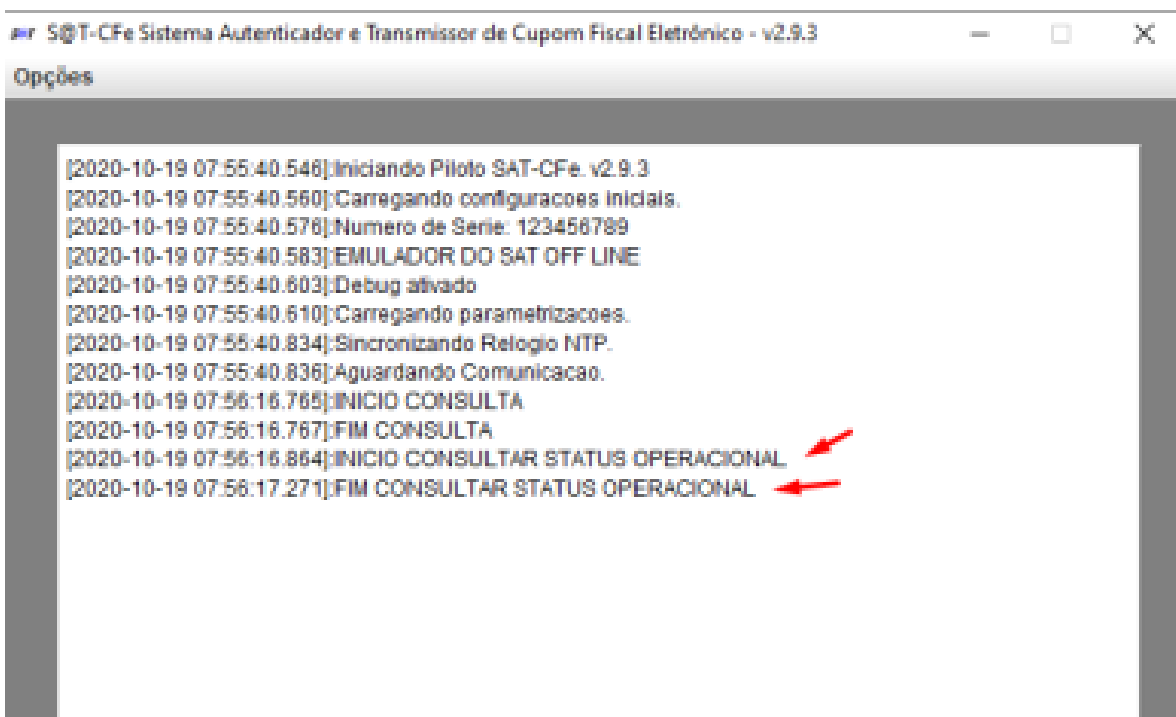 S@T-CFe Sistema Autenticador e Transmissor de Cupom Fiscal Eletrônico - v2.9.3
Opções
[2020-10-19 07:55:40.546]:Iniciando Piloto SAT-CFe. v2.9.3
[2020-10-19 07:55:40.560]:Carregando configuracoes iniciais.
[2020-10-19 07:55:40.576]:Numero de Serie: 123456789
[2020-10-19 07:55:40.583]:EMULADOR DO SAT OFF LINE
[2020-10-19 07:55:40.603]:Debug ativado
[2020-10-19 07:55:40.610]:Carregando parametrizacoes.
[2020-10-19 07:55:40.834]:Sincronizando Relogio NTP.
[2020-10-19 07:55:40.836]:Aguardando Comunicacao.
[2020-10-19 07:56:16.765]:INICIO CONSULTA
[2020-10-19 07:56:16.767]:FIM CONSULTA
[2020-10-19 07:56:16.864]:INICIO CONSULTAR STATUS OPERACIONAL
[2020-10-19 07:56:17.271]:FIM CONSULTAR STATUS OPERACIONAL